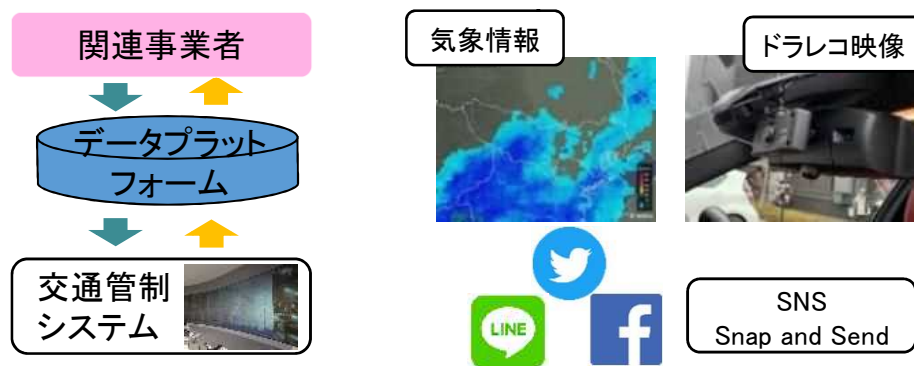 関連事業者
データプラット
フォーム
交通管制
システム
気象情報
ドラレコ映像
LINE
SNS
Snap and Send